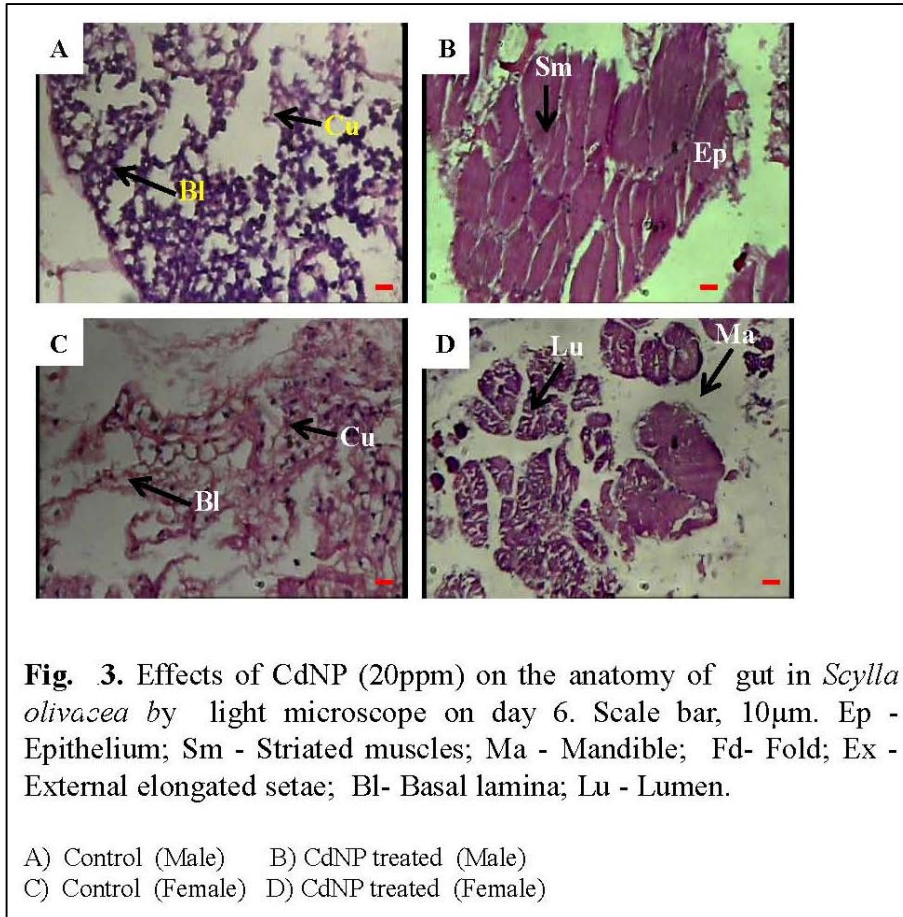 A
B
Sm
Cu
Ep
Bl
C
D
Lu
Ma
Cu
Bl
Fig. .3. Effects of CdNP (20ppm) on the anatomy of gut in Scylla
olivacea by light microscope on day 6. Scale bar, 10µm. Ep -
Epithelium; Sm - Striated muscles; Ma - Mandible; Fd- Fold; Ex -
External elongated setae; Bl- Basal lamina; Lu - Lumen.
A) Control (Male) B) CdNP treated (Male)
C) Control (Female) D) CdNP treated (Female)